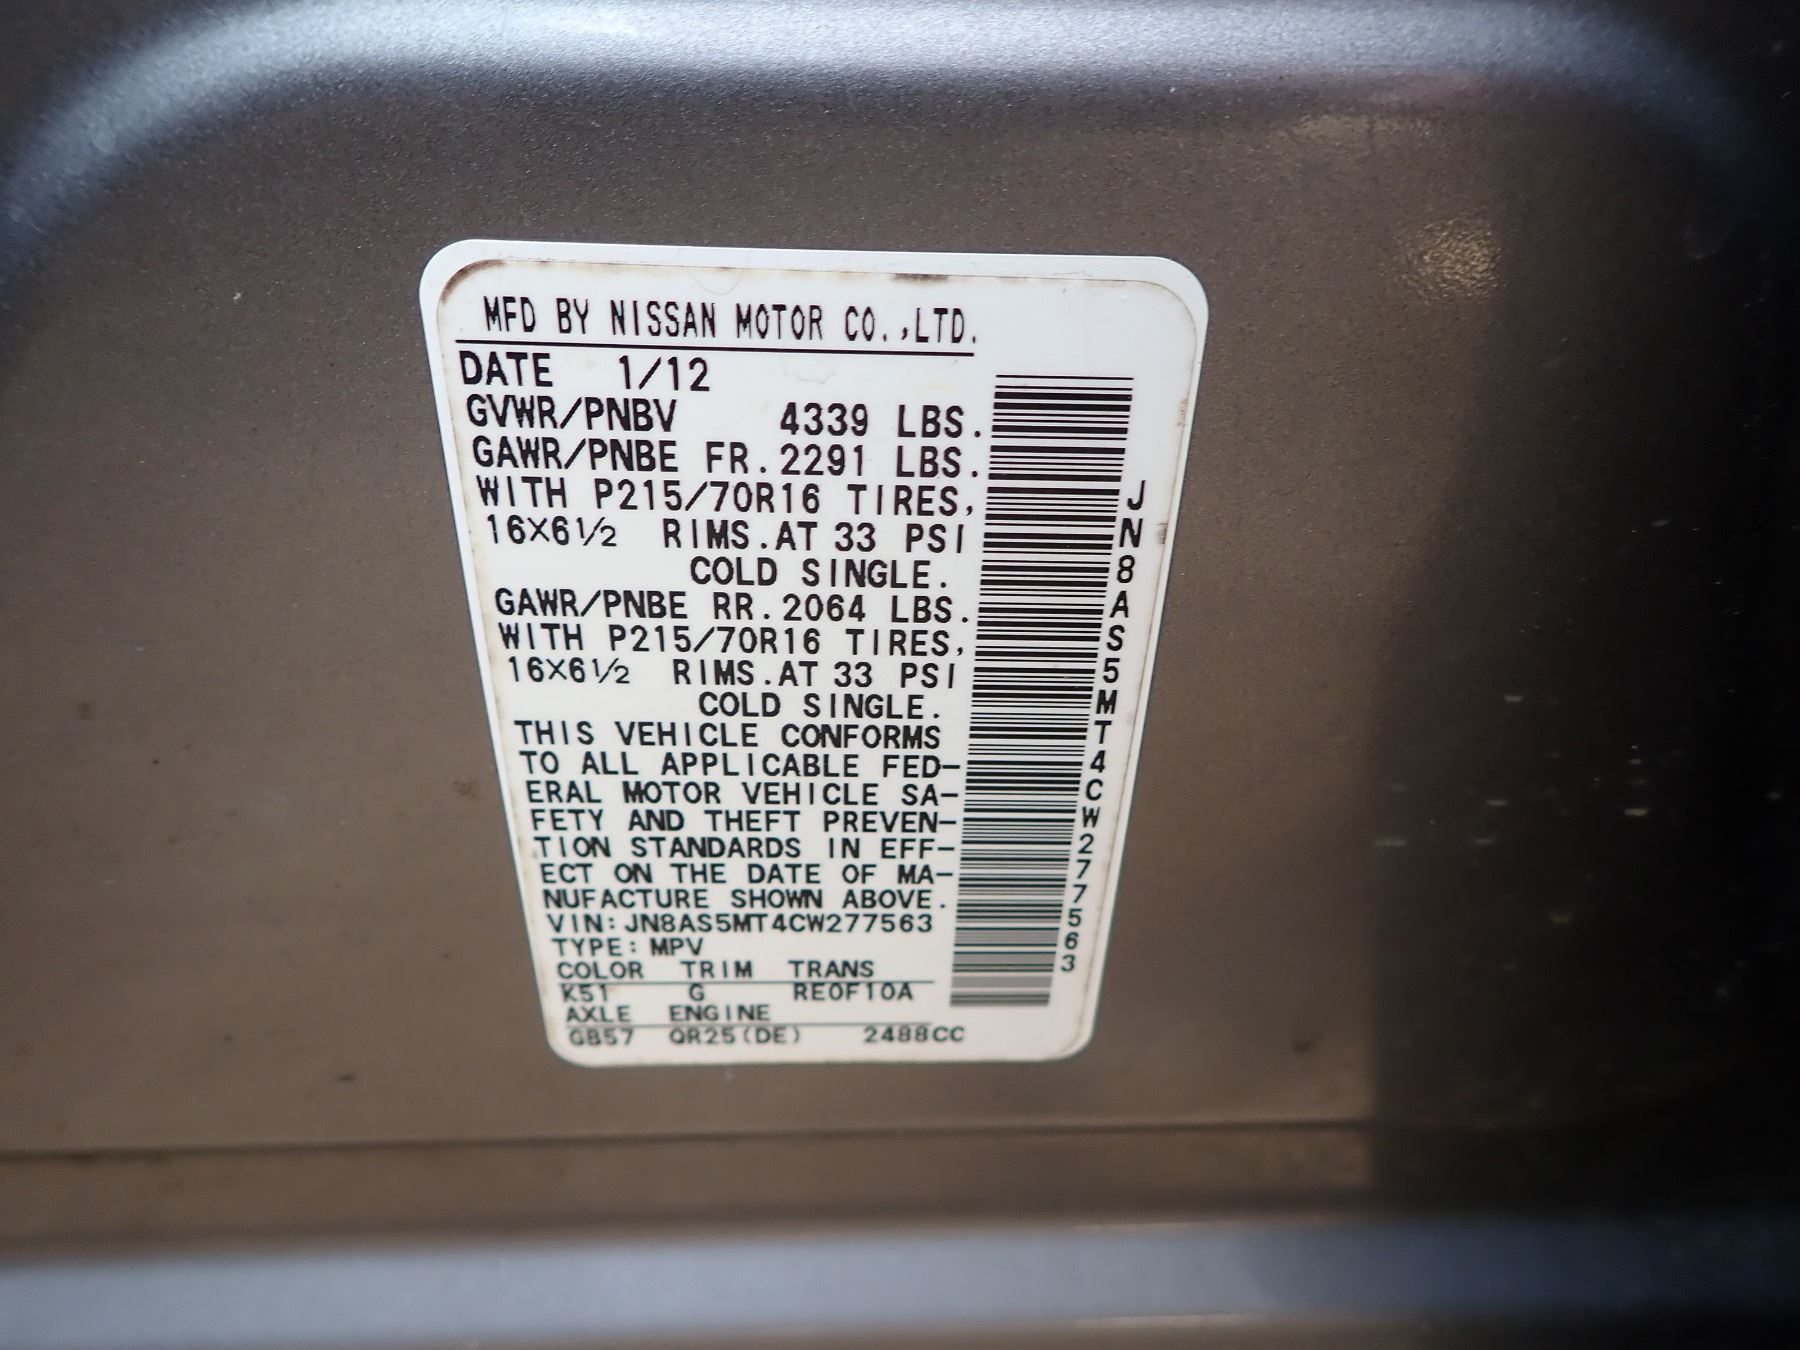 MFD BY NISSAN MOTOR CO.,LTD.
DATE 1/12
GVWR/PNBV 4339 LBS.
GAWR/PNBE FR.2291 LBS.
WITH P215/70R16 TIRES,
16X6½ RIMS.AT 33 PSI
COLD SINGLE.
GAWR/PNBE RR.2064 LBS.
WITH P215/70R16 TIRES,
16X6½ RIMS.AT 33 PSI
COLD SINGLE.
THIS VEHICLE CONFORMS
TO ALL APPLICABLE FED-
ERAL MOTOR VEHICLE SA-
FETY AND THEFT PREVEN-
TION STANDARDS IN EFF-
ECT ON THE DATE OF MA-
NUFACTURE SHOWN ABOVE.
VIN:JN8AS5MT4CW277563
TYPE: MPV
COLOR TRIM TRANS
K51 G RE0F10A
AXLE ENGINE
GB57 QR25(DE) 2488CC
JN8AS5MT4CW277563